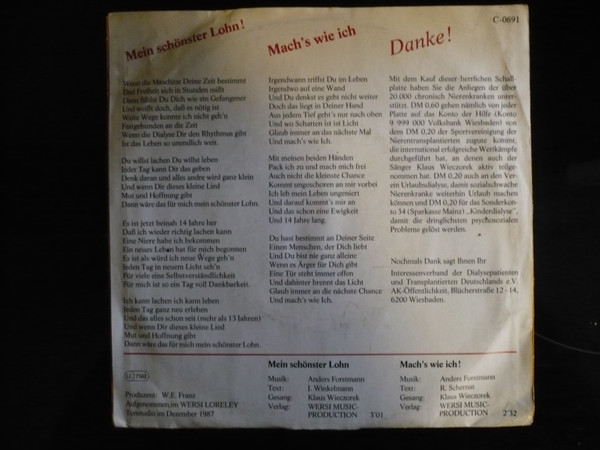 C-0691
Mein schönster Lohn!
Wenn die Maschine Deine Zeit bestimmt
Und Freiheit sich in Stunden mißt
Dann fühlst Du Dich wie ein Gefangener
Und weißt doch, daß es nötig ist
Weite Wege konnte ich nicht geh'n
Festgebunden an die Zeit
Wenn die Dialyse Dir den Rhythmus gibt
Ist das Leben so unendlich weit.
Du willst lachen Du willst leben
Jeder Tag kann Dir das geben
Denk daran und alles andre wird ganz klein
Und wenn Dir dieses kleine Lied
Mut und Hoffnung gibt
Dann wäre das für mich mein schönster Lohn.
Es ist jetzt beinah 14 Jahre her
Daß ich wieder richtig lachen kann
Eine Niere habe ich bekommen
Ein neues Leben hat für mich begonnen
Es ist als würd ich neue Wege geh'n
Jeden Tag in neuem Licht seh'n
Für viele eine Selbstverständlichkeit
Für mich ist so ein Tag voll Dankbarkeit.
Ich kann lachen ich kann leben
Jeden Tag ganz neu erleben
Und das alles schon seit (mehr als 13 Jahren)
Und wenn Dir dieses kleine Lied
Mut und Hoffnung gibt
Dann wäre das für mich mein schönster Lohn.
Mach's wie ich
Irgendwann triffst Du im Leben
Irgendwo auf eine Wand
Und Du denkst es geht nicht weiter
Doch das liegt in Deiner Hand
Aus jedem Tief geht's nur nach oben
Und wo Schatten ist ist Licht
Glaub immer an das nächste Mal
Und mach's wie ich.
Mit meinen beiden Händen
Pack ich zu und mach mich frei
Auch nicht die kleinste Chance
Kommt ungeschoren an mir vorbei
Ich leb mein Leben ungeniert
Und darauf kommt's mir an
Und das schon eine Ewigkeit
Und 14 Jahre lang.
Du hast bestimmt an Deiner Seite
Einen Menschen, der Dich liebt
Und Du bist nie ganz alleine
Wenn es Ärger für Dich gibt
Eine Tür steht immer offen
Und dahinter brennt das Licht
Glaub immer an die nächste Chance
Und mach's wie Ich.
Danke!
Mit dem Kauf dieser herrlichen Schall-
platte haben Sie die Anliegen der über
20.000 chronisch Nierenkranken unter-
stützt. DM 0,60 gehen nämlich von jeder
Platte auf das Konto der Hilfe (Konto
9 999 000 Volksbank Wiesbaden) von
dem DM 0,20 der Sportvereinigung der
Nierentransplantierten zugute kommt,
die international erfolgreiche Wettkämpfe
durchgeführt hat, an denen auch der
Sänger Klaus Wieczorek aktiv teilge-
nommen hat. DM 0,20 auch an den Ver-
ein Urlaubsdialyse, damit sozialschwache
Nierenkranke weiterhin Urlaub machen
können und DM 0,20 für das Sonderkon-
to 54 (Sparkasse Mainz) „Kinderdialyse",
damit die dringlichsten psychosozialen
Probleme gelöst werden.
Nochmals Dank sagt Ihnen Ihr
Interessenverband der Dialysepatienten
und Transplantierten Deutschlands e.V.
AK-Öffentlichkeit, Blücherstraße 12 - 14,
6200 Wiesbaden.
Produzent: W.E. Franz
Aufgenommen im WERSI LORELEY
Tonstudio im Dezember 1987
Mein schönster Lohn
Musik: Anders Forszmann
Text: I. Winkelmann
Gesang: Klaus Wieczorek
Verlag: WERSI MUSIC-
PRODUCTION 3'01
Mach's wie ich!
Musik: Anders Forszmann
Text: R. Scherrat
Gesang: Klaus Wieczorek
Verlag: WERSI MUSIC-
PRODUCTION 2'32